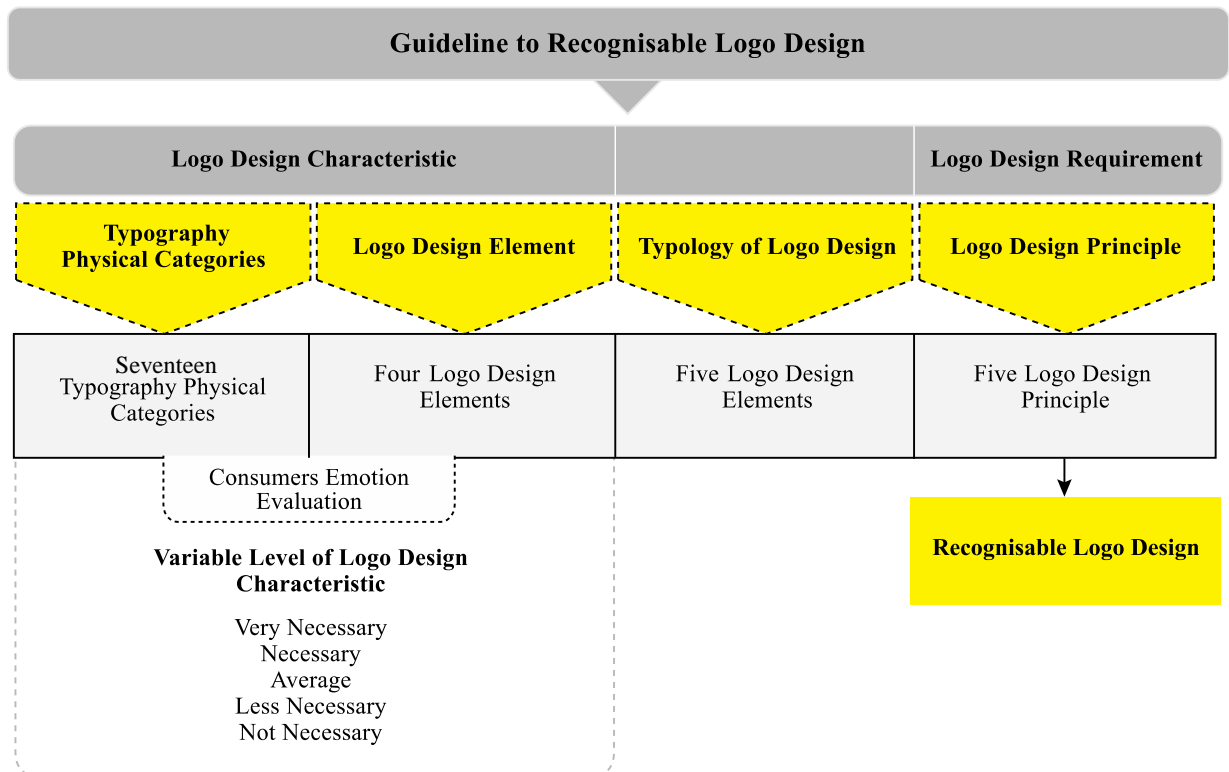 Guideline to Recognisable Logo Design
Logo Design Characteristic
Logo Design Requirement
Typography
Physical Categories
Logo Design Element
Typology of Logo Design
Logo Design Principle
Seventeen
Typography Physical
Categories
Four Logo Design
Elements
Five Logo Design
Elements
Five Logo Design
Principle
Consumers Emotion
Evaluation
Recognisable Logo Design
Variable Level of Logo Design
Characteristic
Very Necessary
Necessary
Average
Less Necessary
Not Necessary